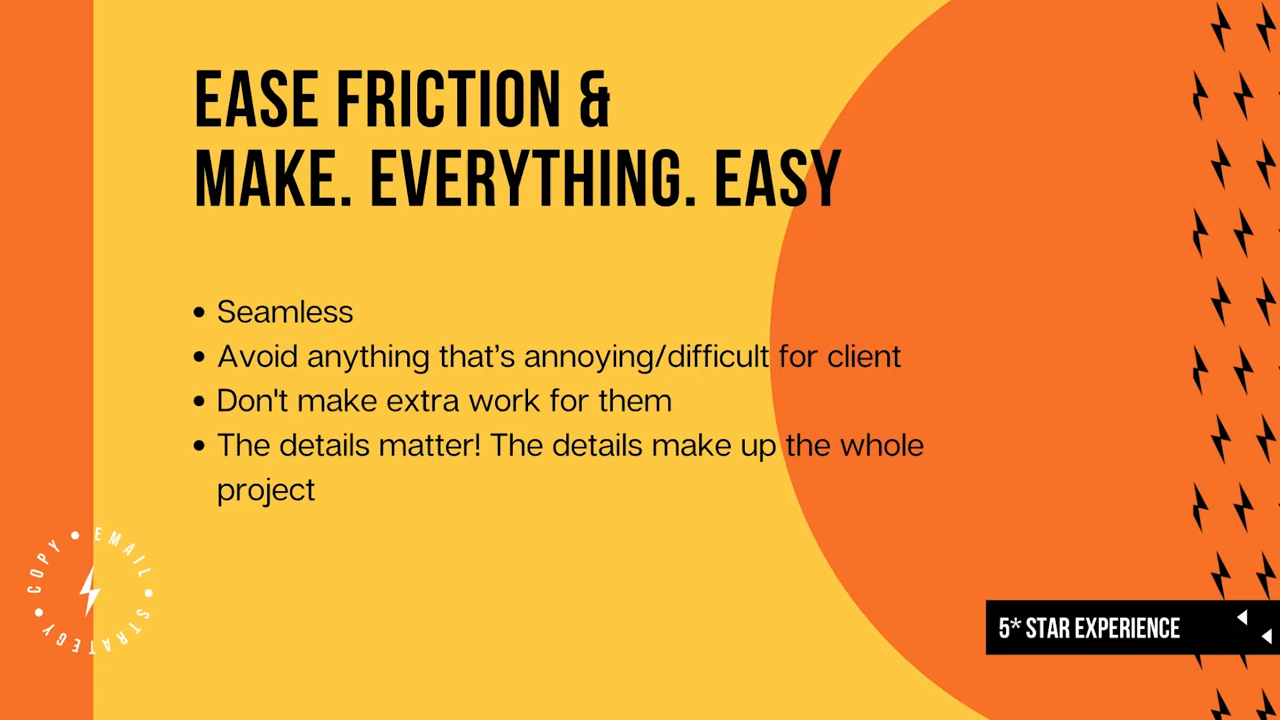 EASE FRICTION &
MAKE. EVERYTHING. EASY
• Seamless
• Avoid anything that’s annoying/difficult for client
• Don't make extra work for them
• The details matter! The details make up the whole
project
COPY • EMAIL • STRATEGY •
5* STAR EXPERIENCE